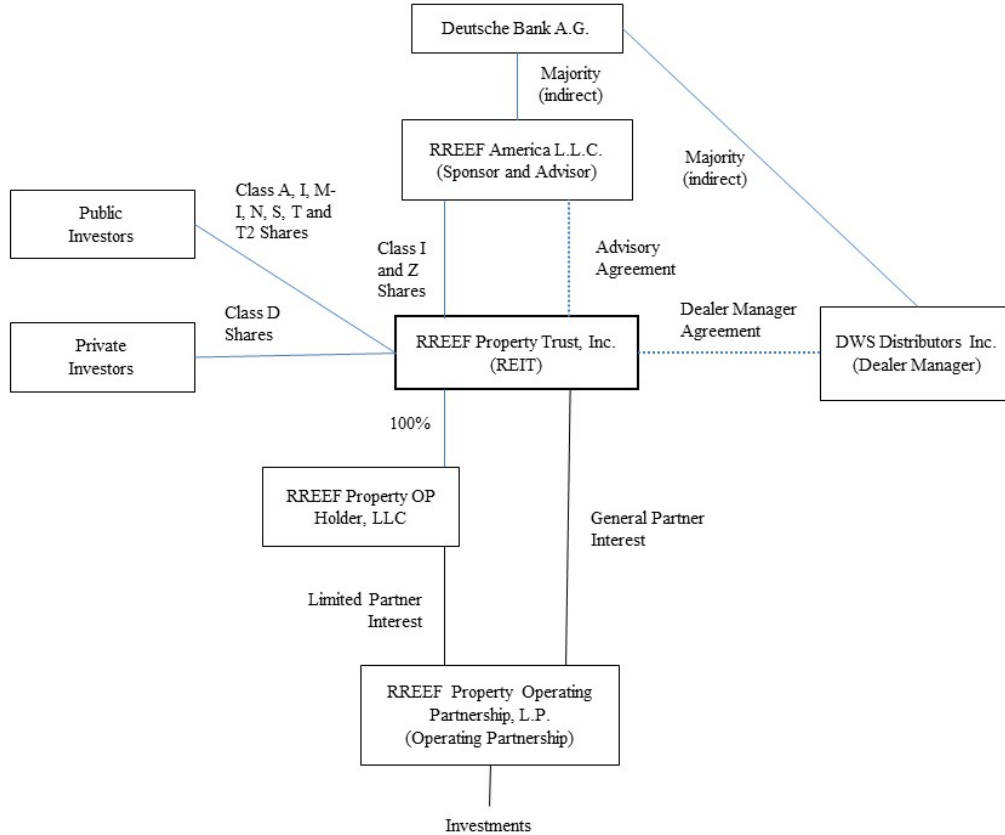 Deutsche Bank A.G.
Majority
(indirect)
RREEF America L.L.C.
(Sponsor and Advisor)
Majority
(indirect)
Class A, I, M-
I, N, S, T and
T2 Shares
Public
Investors
Class I
and Z
Shares
Advisory
Agreement
Class D
Shares
Private
Investors
RREEF Property Trust, Inc.
(REIT)
Dealer Manager
Agreement
DWS Distributors Inc.
(Dealer Manager)
100%
RREEF Property OP
Holder, LLC
General Partner
Interest
Limited Partner
Interest
RREEF Property Operating
Partnership, L.P.
(Operating Partnership)
Investments